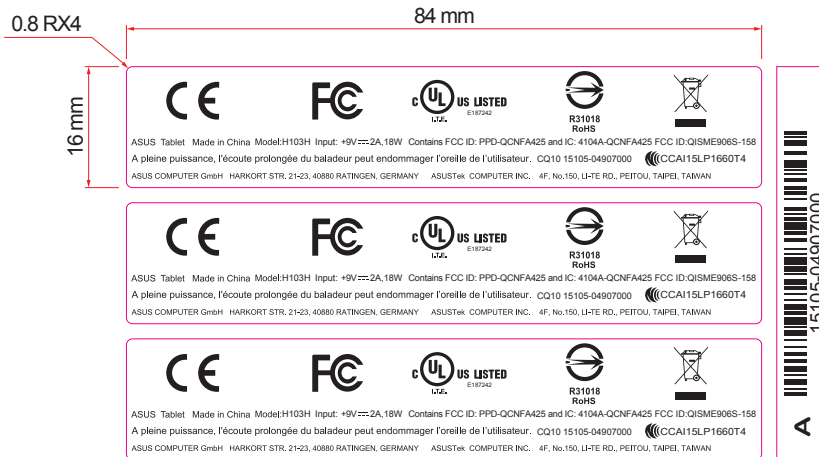 0.8 RX4
84 mm
16 mm
CE FC c UL US LISTED
E187242
I.T.E.
R31018
RoHS
ASUS Tablet Made in China Model:H103H Input: +9V⎓2A,18W Contains FCC ID: PPD-QCNFA425 and IC: 4104A-QCNFA425 FCC ID:QISME906S-158
A pleine puissance, l'écoute prolongée du baladeur peut endommager l'oreille de l'utilisateur. CQ10 15105-04907000 CCAI15LP1660T4
ASUS COMPUTER GmbH HARKORT STR. 21-23, 40880 RATINGEN, GERMANY ASUSTek COMPUTER INC. 4F, No.150, LI-TE RD., PEITOU, TAIPEI, TAIWAN
CE FC c UL US LISTED
E187242
I.T.E.
R31018
RoHS
ASUS Tablet Made in China Model:H103H Input: +9V⎓2A,18W Contains FCC ID: PPD-QCNFA425 and IC: 4104A-QCNFA425 FCC ID:QISME906S-158
A pleine puissance, l'écoute prolongée du baladeur peut endommager l'oreille de l'utilisateur. CQ10 15105-04907000 CCAI15LP1660T4
ASUS COMPUTER GmbH HARKORT STR. 21-23, 40880 RATINGEN, GERMANY ASUSTek COMPUTER INC. 4F, No.150, LI-TE RD., PEITOU, TAIPEI, TAIWAN
CE FC c UL US LISTED
E187242
I.T.E.
R31018
RoHS
ASUS Tablet Made in China Model:H103H Input: +9V⎓2A,18W Contains FCC ID: PPD-QCNFA425 and IC: 4104A-QCNFA425 FCC ID:QISME906S-158
A pleine puissance, l'écoute prolongée du baladeur peut endommager l'oreille de l'utilisateur. CQ10 15105-04907000 CCAI15LP1660T4
ASUS COMPUTER GmbH HARKORT STR. 21-23, 40880 RATINGEN, GERMANY ASUSTek COMPUTER INC. 4F, No.150, LI-TE RD., PEITOU, TAIPEI, TAIWAN
15105-04907000
A